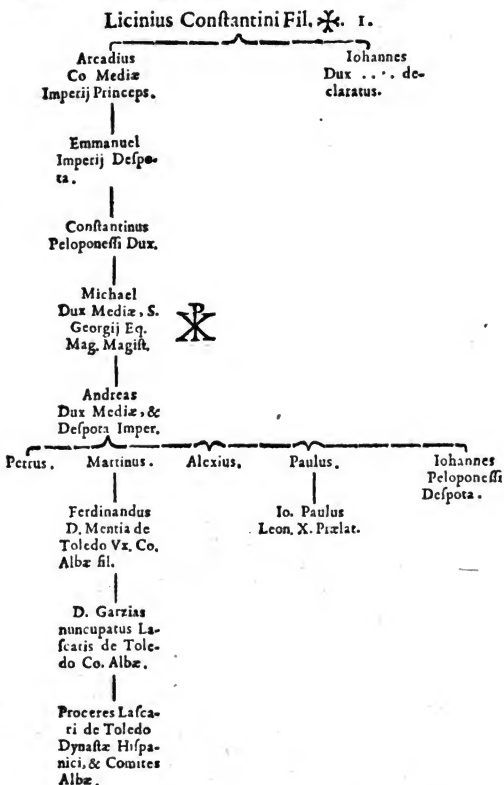 Licinius Conſtantini Fil. ☧. 1.
Arcadius
Co Mediæ
Imperij Princeps.
Iohannes
Dux .... de-
claratus.
Emmanuel
Imperij Deſpo-
ta.
Conſtantinus
Peloponeſſi Dux.
Michael
Dux Mediæ, S.
Georgij Eq.
Mag. Magiſt.
☧
Andreas
Dux Mediæ, &
Deſpota Imper.
Petrus. Martinus. Alexius. Paulus. Iohannes
Peloponeſſi
Deſpota.
Ferdinandus
D. Mentia de
Toledo Vx. Co.
Albæ fil.
Io. Paulus
Leon. X. Prælat.
D. Garzias
nuncupatus La-
ſcaris de Tole-
do Co. Albæ.
Proceres Laſca-
ri de Toledo
Dynaſtæ Hiſpa-
nici, & Comites
Albæ.